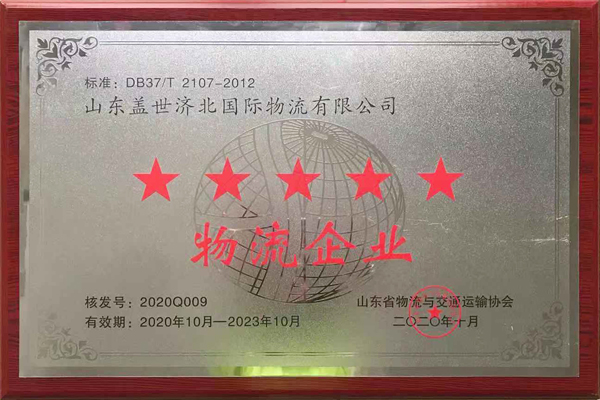 标准：DB37/T 2107-2012
山东盖世济北国际物流有限公司
★★★★★
物流企业
核发号：2020Q009
有效期：2020年10月—2023年10月
山东省物流与交通运输协会
二〇二〇年十月